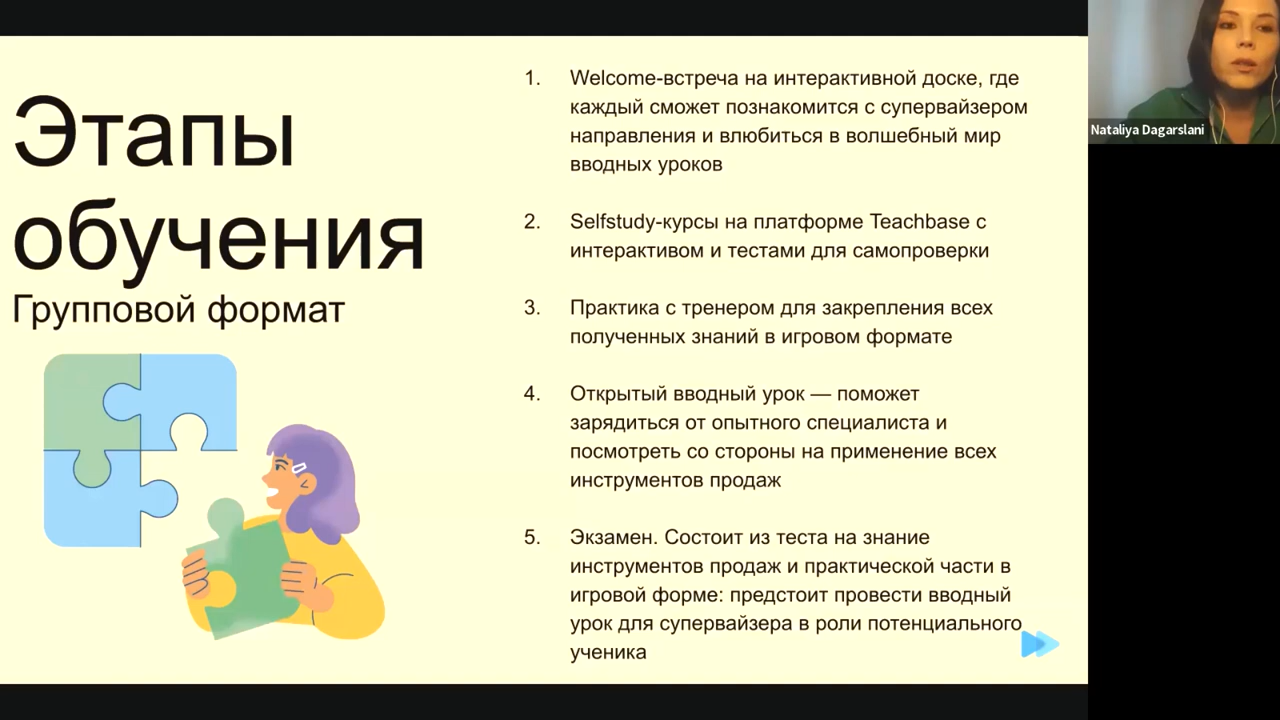 Этапы
обучения
Групповой формат
1. Welcome-встреча на интерактивной доске, где
каждый сможет познакомится с супервайзером
направления и влюбиться в волшебный мир
вводных уроков
2. Selfstudy-курсы на платформе Teachbase с
интерактивом и тестами для самопроверки
3. Практика с тренером для закрепления всех
полученных знаний в игровом формате
4. Открытый вводный урок — поможет
зарядиться от опытного специалиста и
посмотреть со стороны на применение всех
инструментов продаж
5. Экзамен. Состоит из теста на знание
инструментов продаж и практической части в
игровой форме: предстоит провести вводный
урок для супервайзера в роли потенциального
ученика
Nataliya Dagarslani